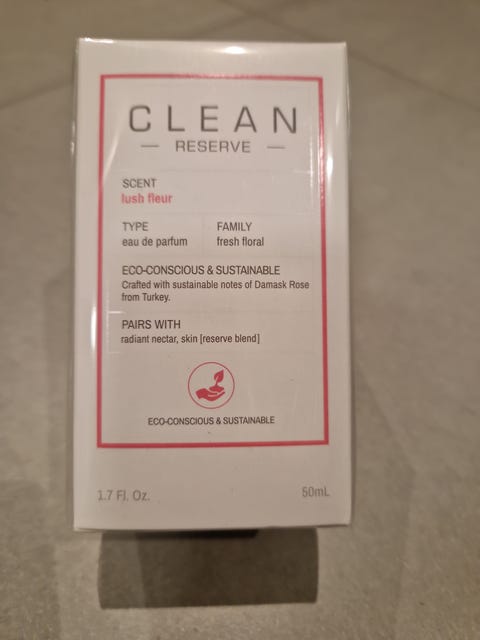 CLEAN
— RESERVE —
SCENT
lush fleur
TYPE FAMILY
eau de parfum fresh floral
ECO-CONSCIOUS & SUSTAINABLE
Crafted with sustainable notes of Damask Rose
from Turkey.
PAIRS WITH
radiant nectar, skin [reserve blend]
ECO-CONSCIOUS & SUSTAINABLE
1.7 Fl. Oz. 50mL